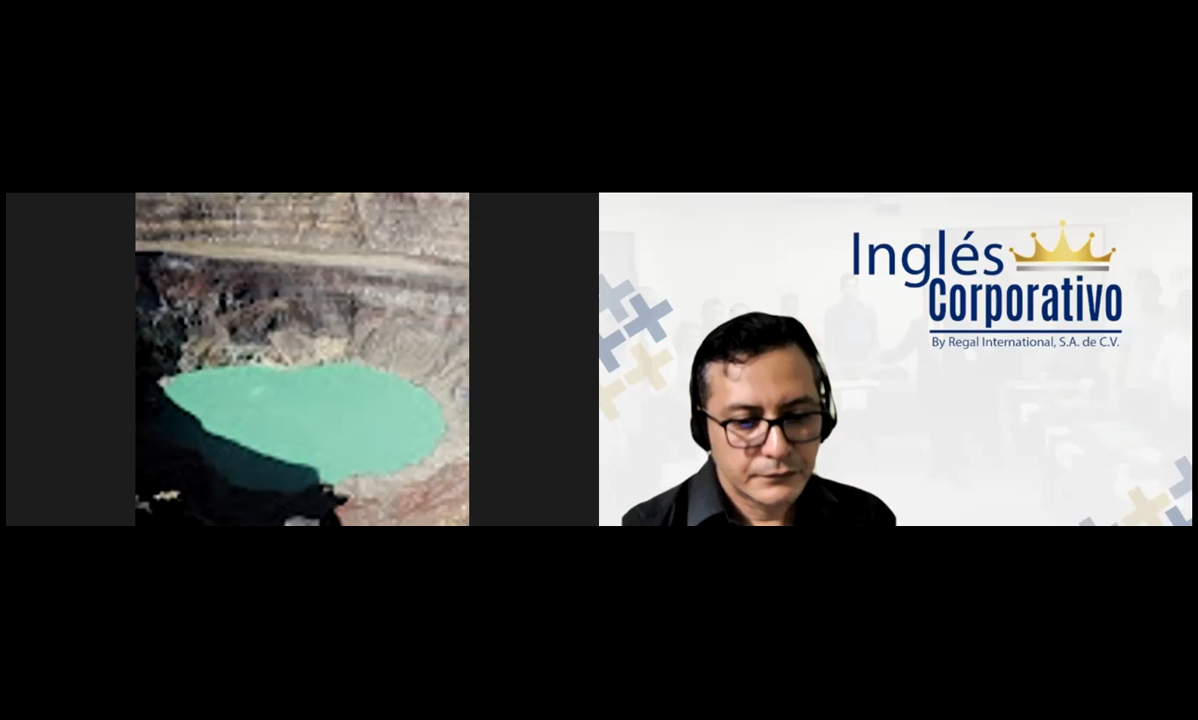 Inglés
Corporativo
By Regal International, S.A. de C.V.